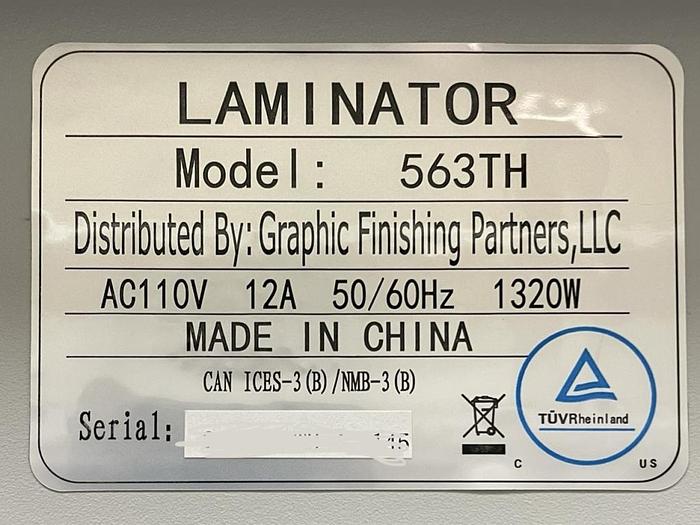 LAMINATOR
Model: 563TH
Distributed By: Graphic Finishing Partners,LLC
AC110V 12A 50/60Hz 1320W
MADE IN CHINA
CAN ICES-3(B)/NMB-3(B)
Serial: 145
TÜVRheinland
C US